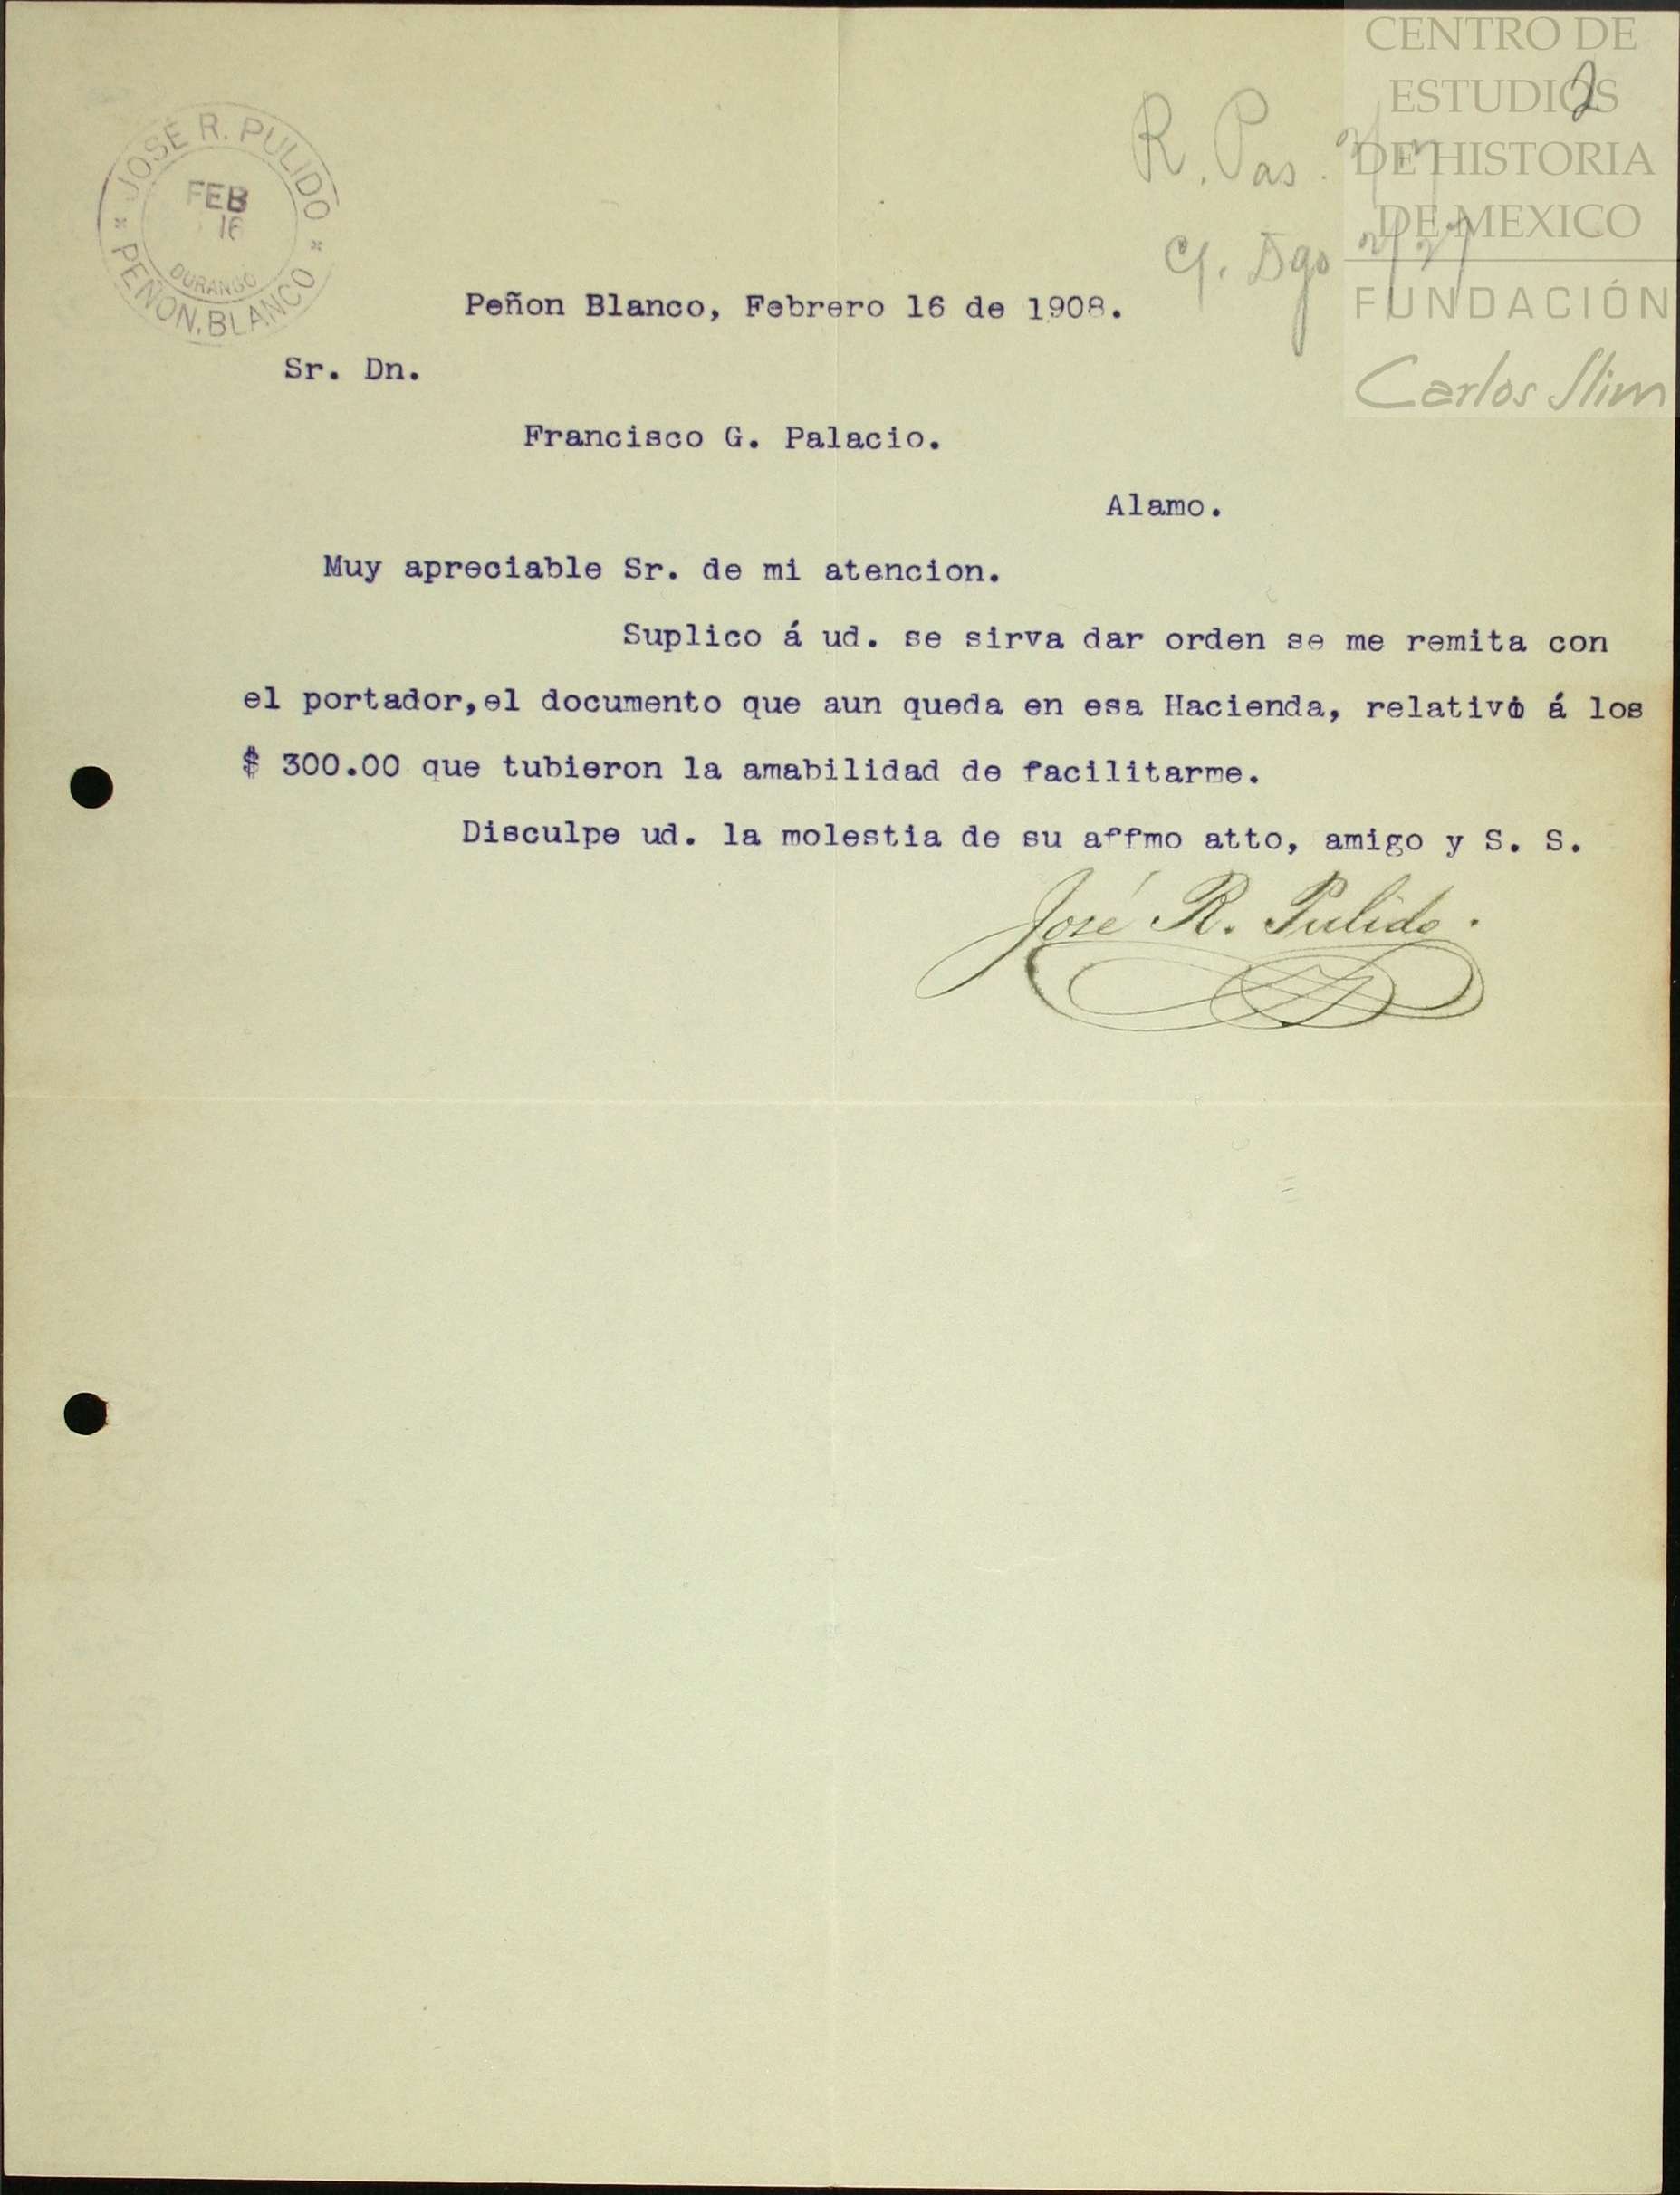 JOSÉ R. PULIDO
FEB
16
DURANGO
PEÑON, BLANCO
CENTRO DE
ESTUDIOS
DE HISTORIA
DE MEXICO
FUNDACIÓN
Carlos Slim
2
R. Pas.
C. Dgo
Peñon Blanco, Febrero 16 de 1908.
Sr. Dn.
Francisco G. Palacio.
Alamo.
Muy apreciable Sr. de mi atencion.
Suplico á ud. se sirva dar orden se me remita con
el portador,el documento que aun queda en esa Hacienda, relativo á los
$ 300.00 que tubieron la amabilidad de facilitarme.
Disculpe ud. la molestia de su affmo atto, amigo y S. S.
José R. Pulido.